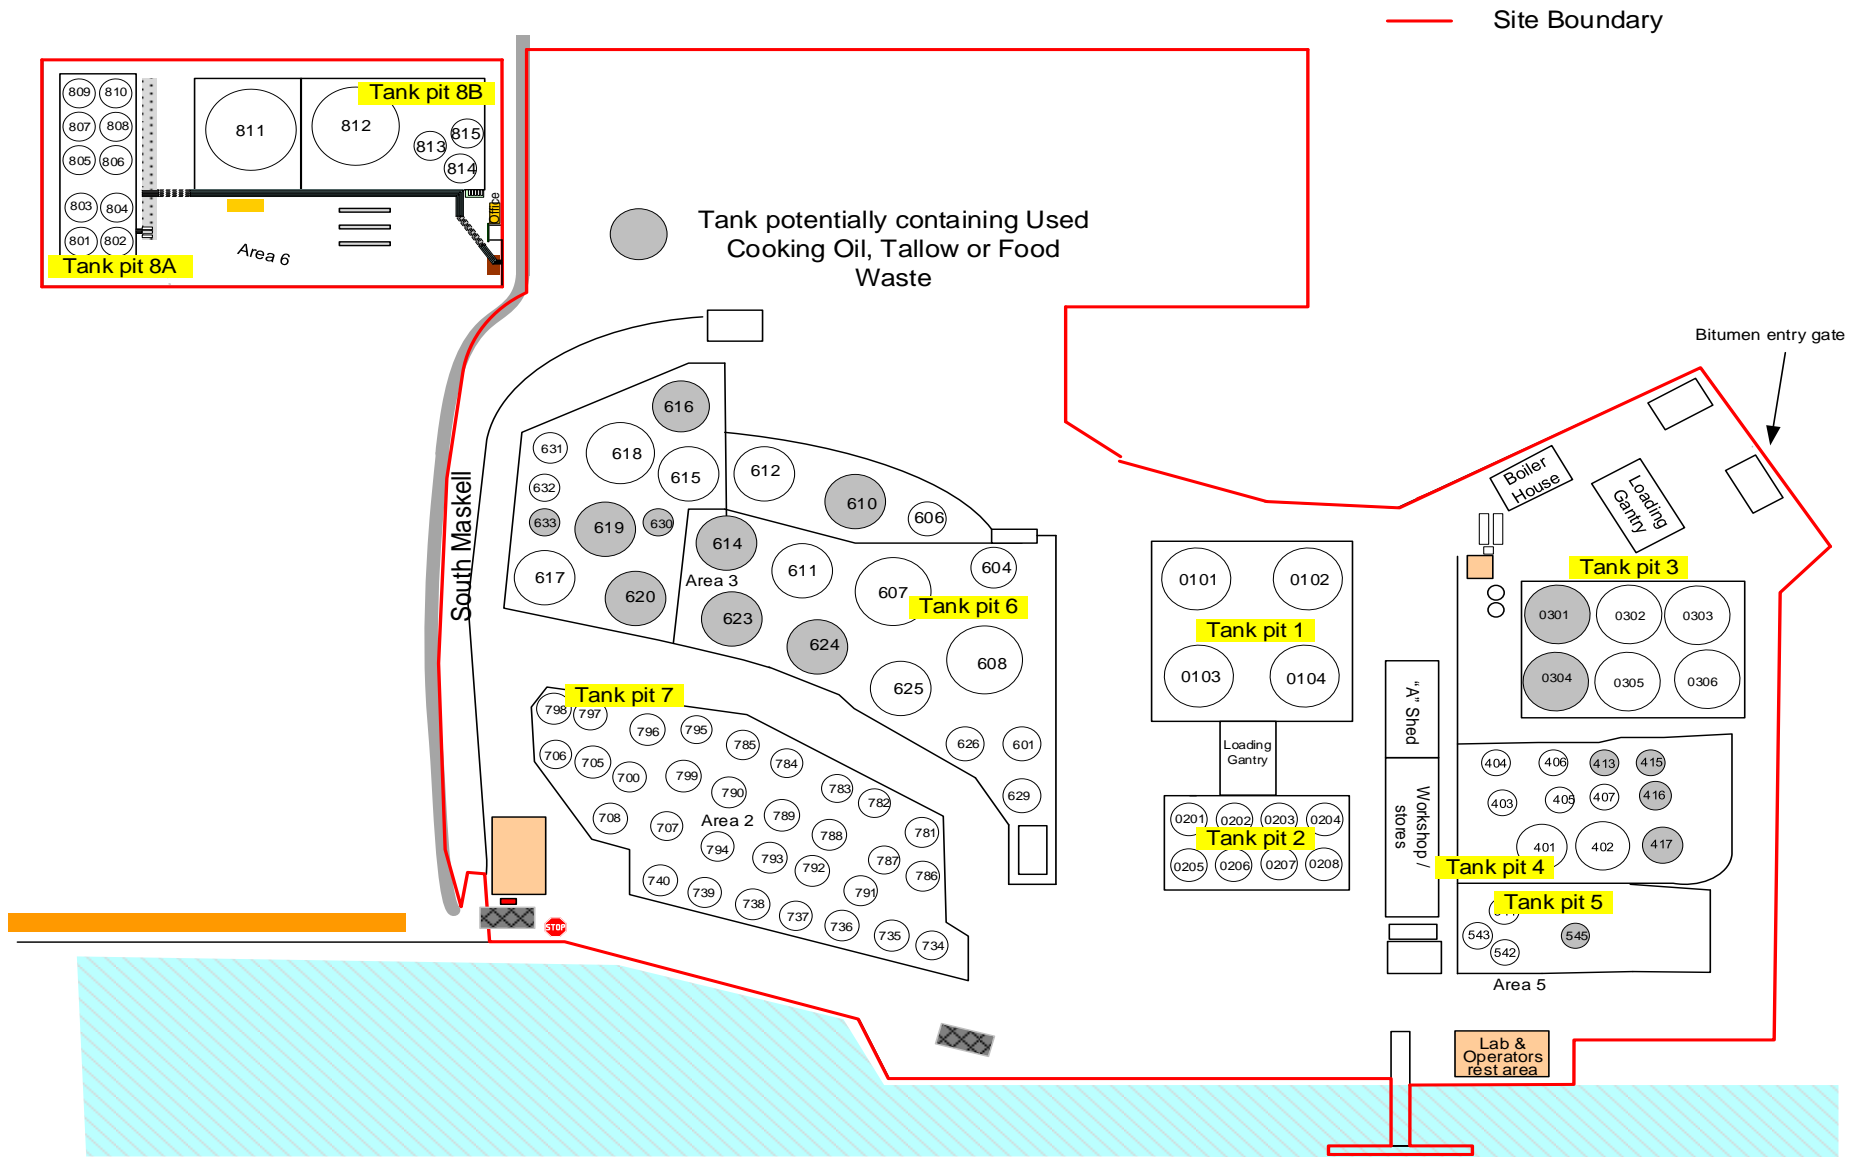 Site Boundary
Tank pit 8B
809 810
807 808
805 806
803 804
801 802
811
812
813
815
814
Office
Area 6
Tank pit 8A
Tank potentially containing Used
Cooking Oil, Tallow or Food
Waste
Bitumen entry gate
South Maskell
616
631
618
615
632
633
619
630
617
620
612
610
606
614
Area 3
611
607
604
Tank pit 6
623
624
608
625
626
601
629
Tank pit 7
798
797
796
795
785
784
706
705
700
799
790
783
782
708
707
Area 2
789
788
781
794
793
792
787
786
740
739
738
737
791
736
735
734
STOP
0101
0102
Tank pit 1
0103
0104
Loading
Gantry
0201 0202 0203 0204
Tank pit 2
0205 0206 0207 0208
Boiler
House
Loading
Gantry
Tank pit 3
0301 0302 0303
0304 0305 0306
"A" Shed
Workshop /
stores
404 406 413 415
403 405 407 416
401 402 417
Tank pit 4
Tank pit 5
543
542
545
Area 5
Lab &
Operators
rest area